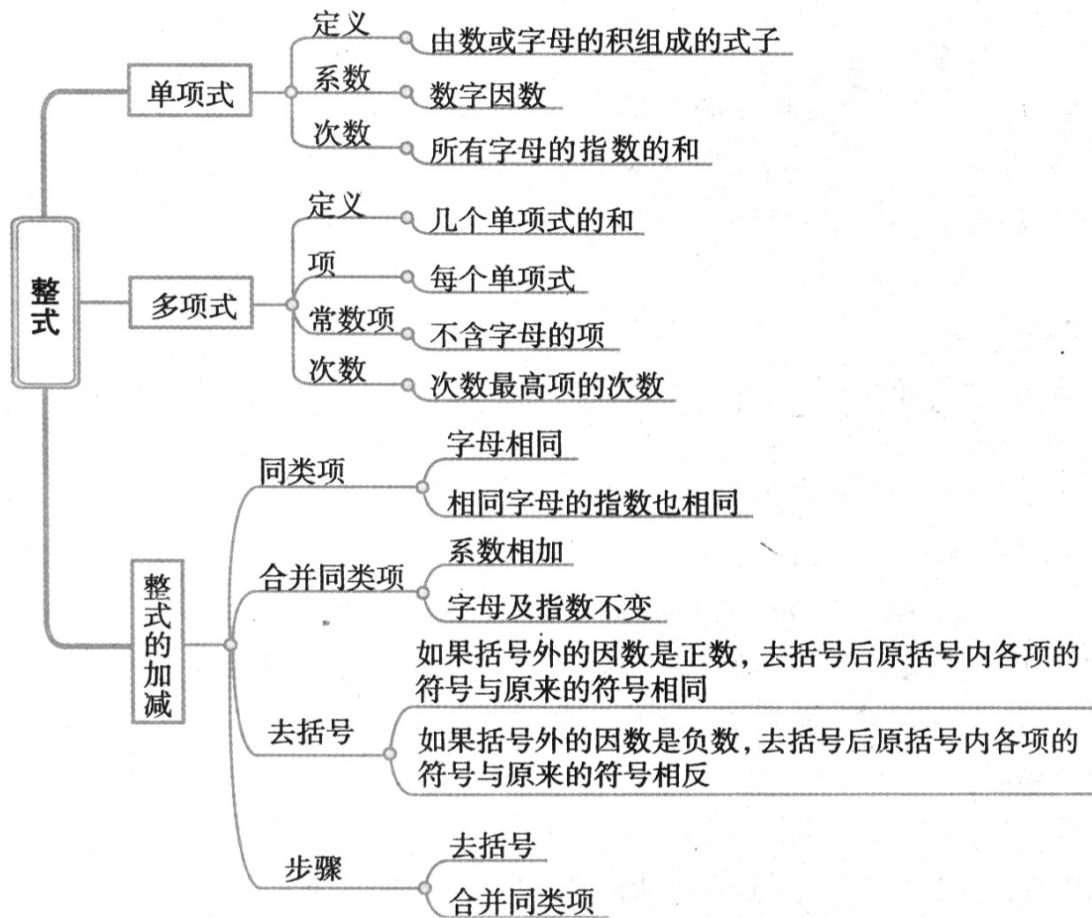 整式
单项式
定义
由数或字母的积组成的式子
系数
数字因数
次数
所有字母的指数的和
多项式
定义
几个单项式的和
项
每个单项式
常数项
不含字母的项
次数
次数最高项的次数
整式的加减
同类项
字母相同
相同字母的指数也相同
合并同类项
系数相加
字母及指数不变
去括号
如果括号外的因数是正数，去括号后原括号内各项的
符号与原来的符号相同
如果括号外的因数是负数，去括号后原括号内各项的
符号与原来的符号相反
步骤
去括号
合并同类项